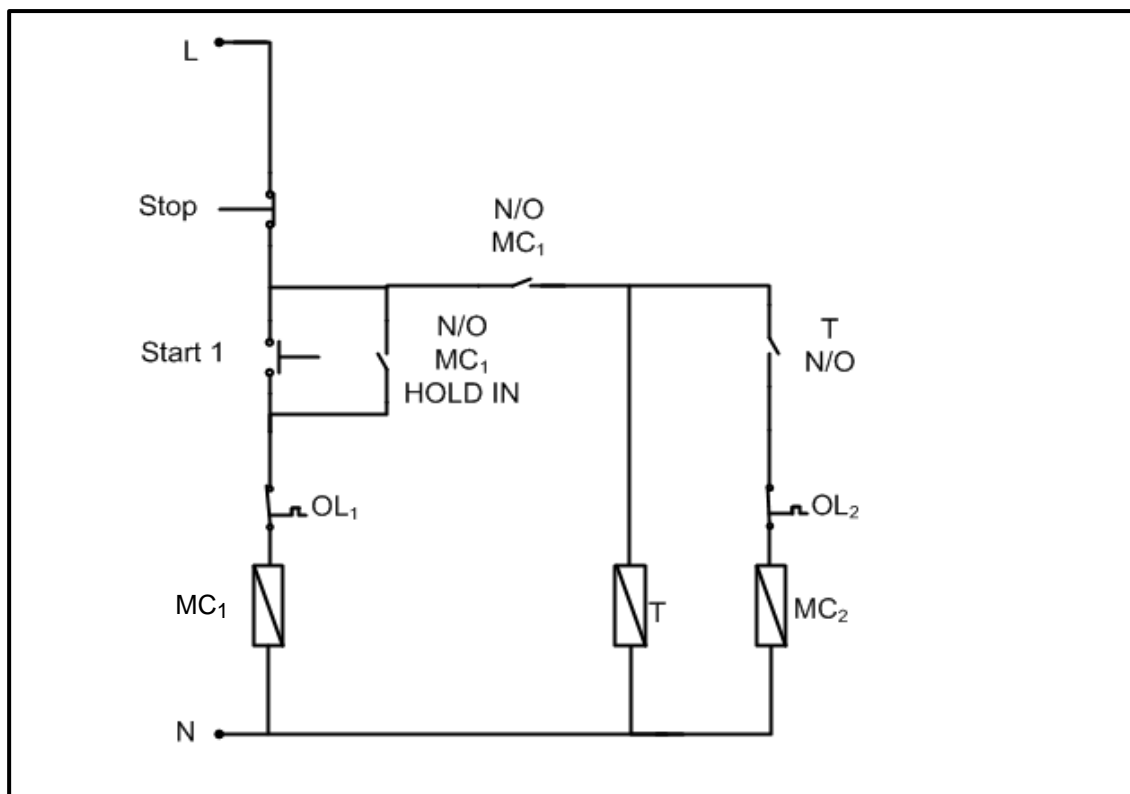 L
Stop
N/O
MC₁
Start 1
N/O
MC₁
HOLD IN
T
N/O
OL₁
OL₂
MC₁
T
MC₂
N